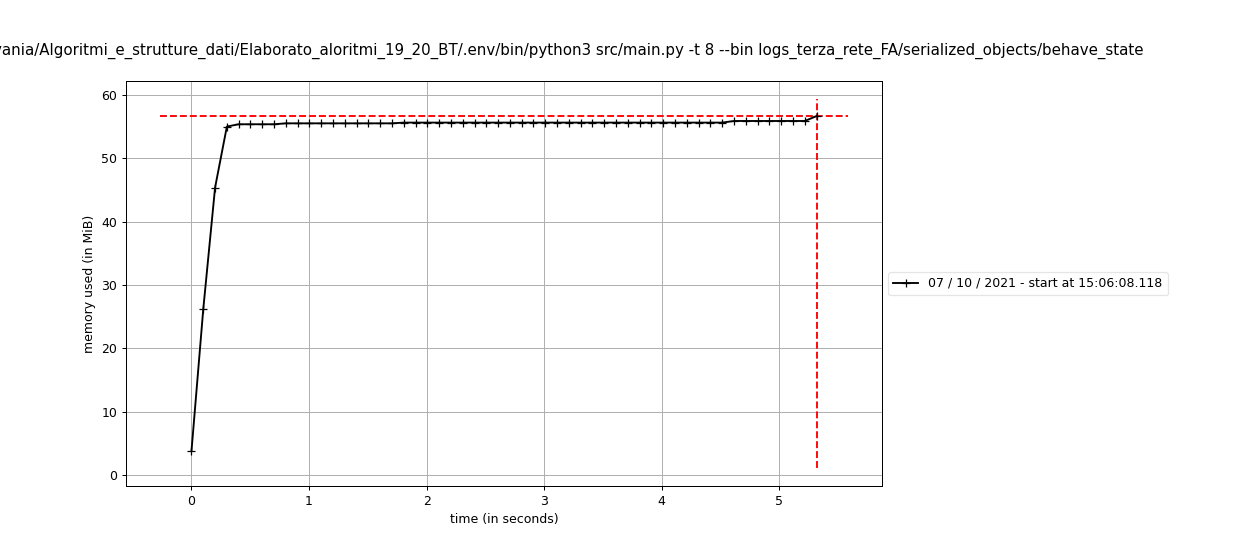 vania/Algoritmi_e_strutture_dati/Elaborato_aloritmi_19_20_BT/.env/bin/python3 src/main.py -t 8 --bin logs_terza_rete_FA/serialized_objects/behave_state
60
50
40
30
20
10
0
memory used (in MiB)
0 1 2 3 4 5
time (in seconds)
07 / 10 / 2021 - start at 15:06:08.118